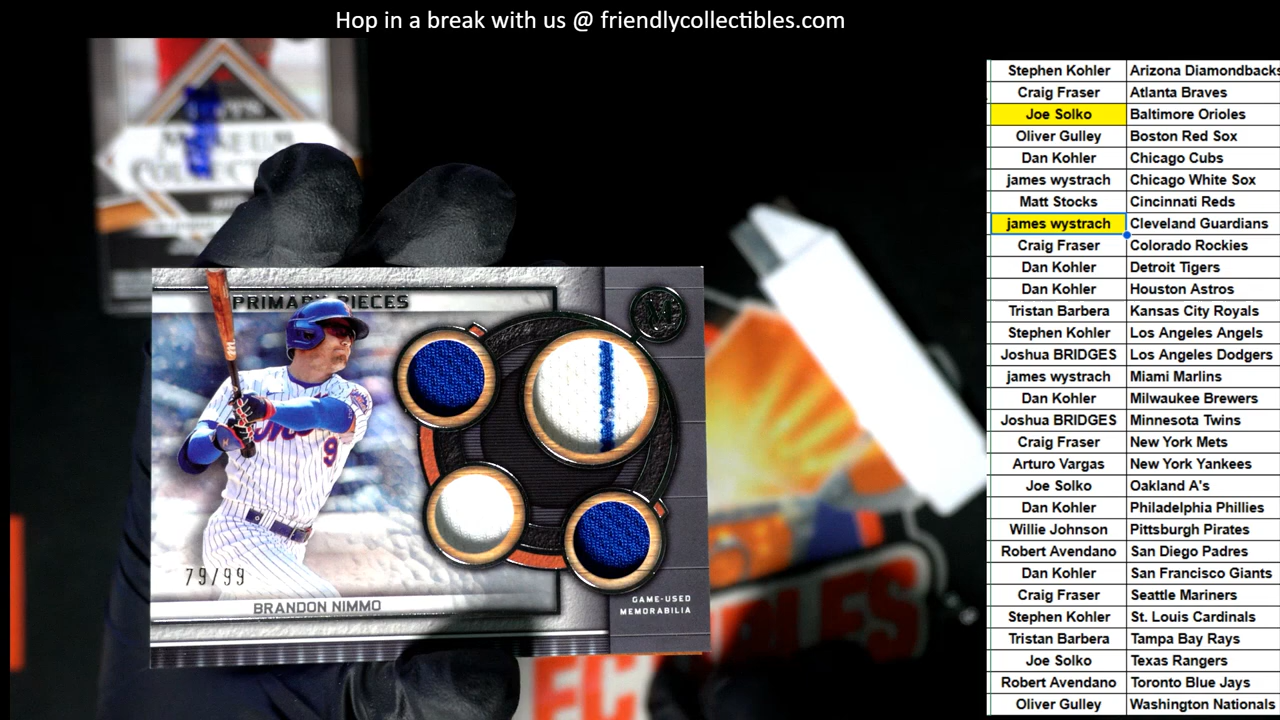 Hop in a break with us @ friendlycollectibles.com
PRIMARY PIECES
M
9
79/99
BRANDON NIMMO
GAME-USED
MEMORABILIA
Stephen Kohler Arizona Diamondbacks
Craig Fraser Atlanta Braves
Joe Solko Baltimore Orioles
Oliver Gulley Boston Red Sox
Dan Kohler Chicago Cubs
james wystrach Chicago White Sox
Matt Stocks Cincinnati Reds
james wystrach Cleveland Guardians
Craig Fraser Colorado Rockies
Dan Kohler Detroit Tigers
Dan Kohler Houston Astros
Tristan Barbera Kansas City Royals
Stephen Kohler Los Angeles Angels
Joshua BRIDGES Los Angeles Dodgers
james wystrach Miami Marlins
Dan Kohler Milwaukee Brewers
Joshua BRIDGES Minnesota Twins
Craig Fraser New York Mets
Arturo Vargas New York Yankees
Joe Solko Oakland A's
Dan Kohler Philadelphia Phillies
Willie Johnson Pittsburgh Pirates
Robert Avendano San Diego Padres
Dan Kohler San Francisco Giants
Craig Fraser Seattle Mariners
Stephen Kohler St. Louis Cardinals
Tristan Barbera Tampa Bay Rays
Joe Solko Texas Rangers
Robert Avendano Toronto Blue Jays
Oliver Gulley Washington Nationals